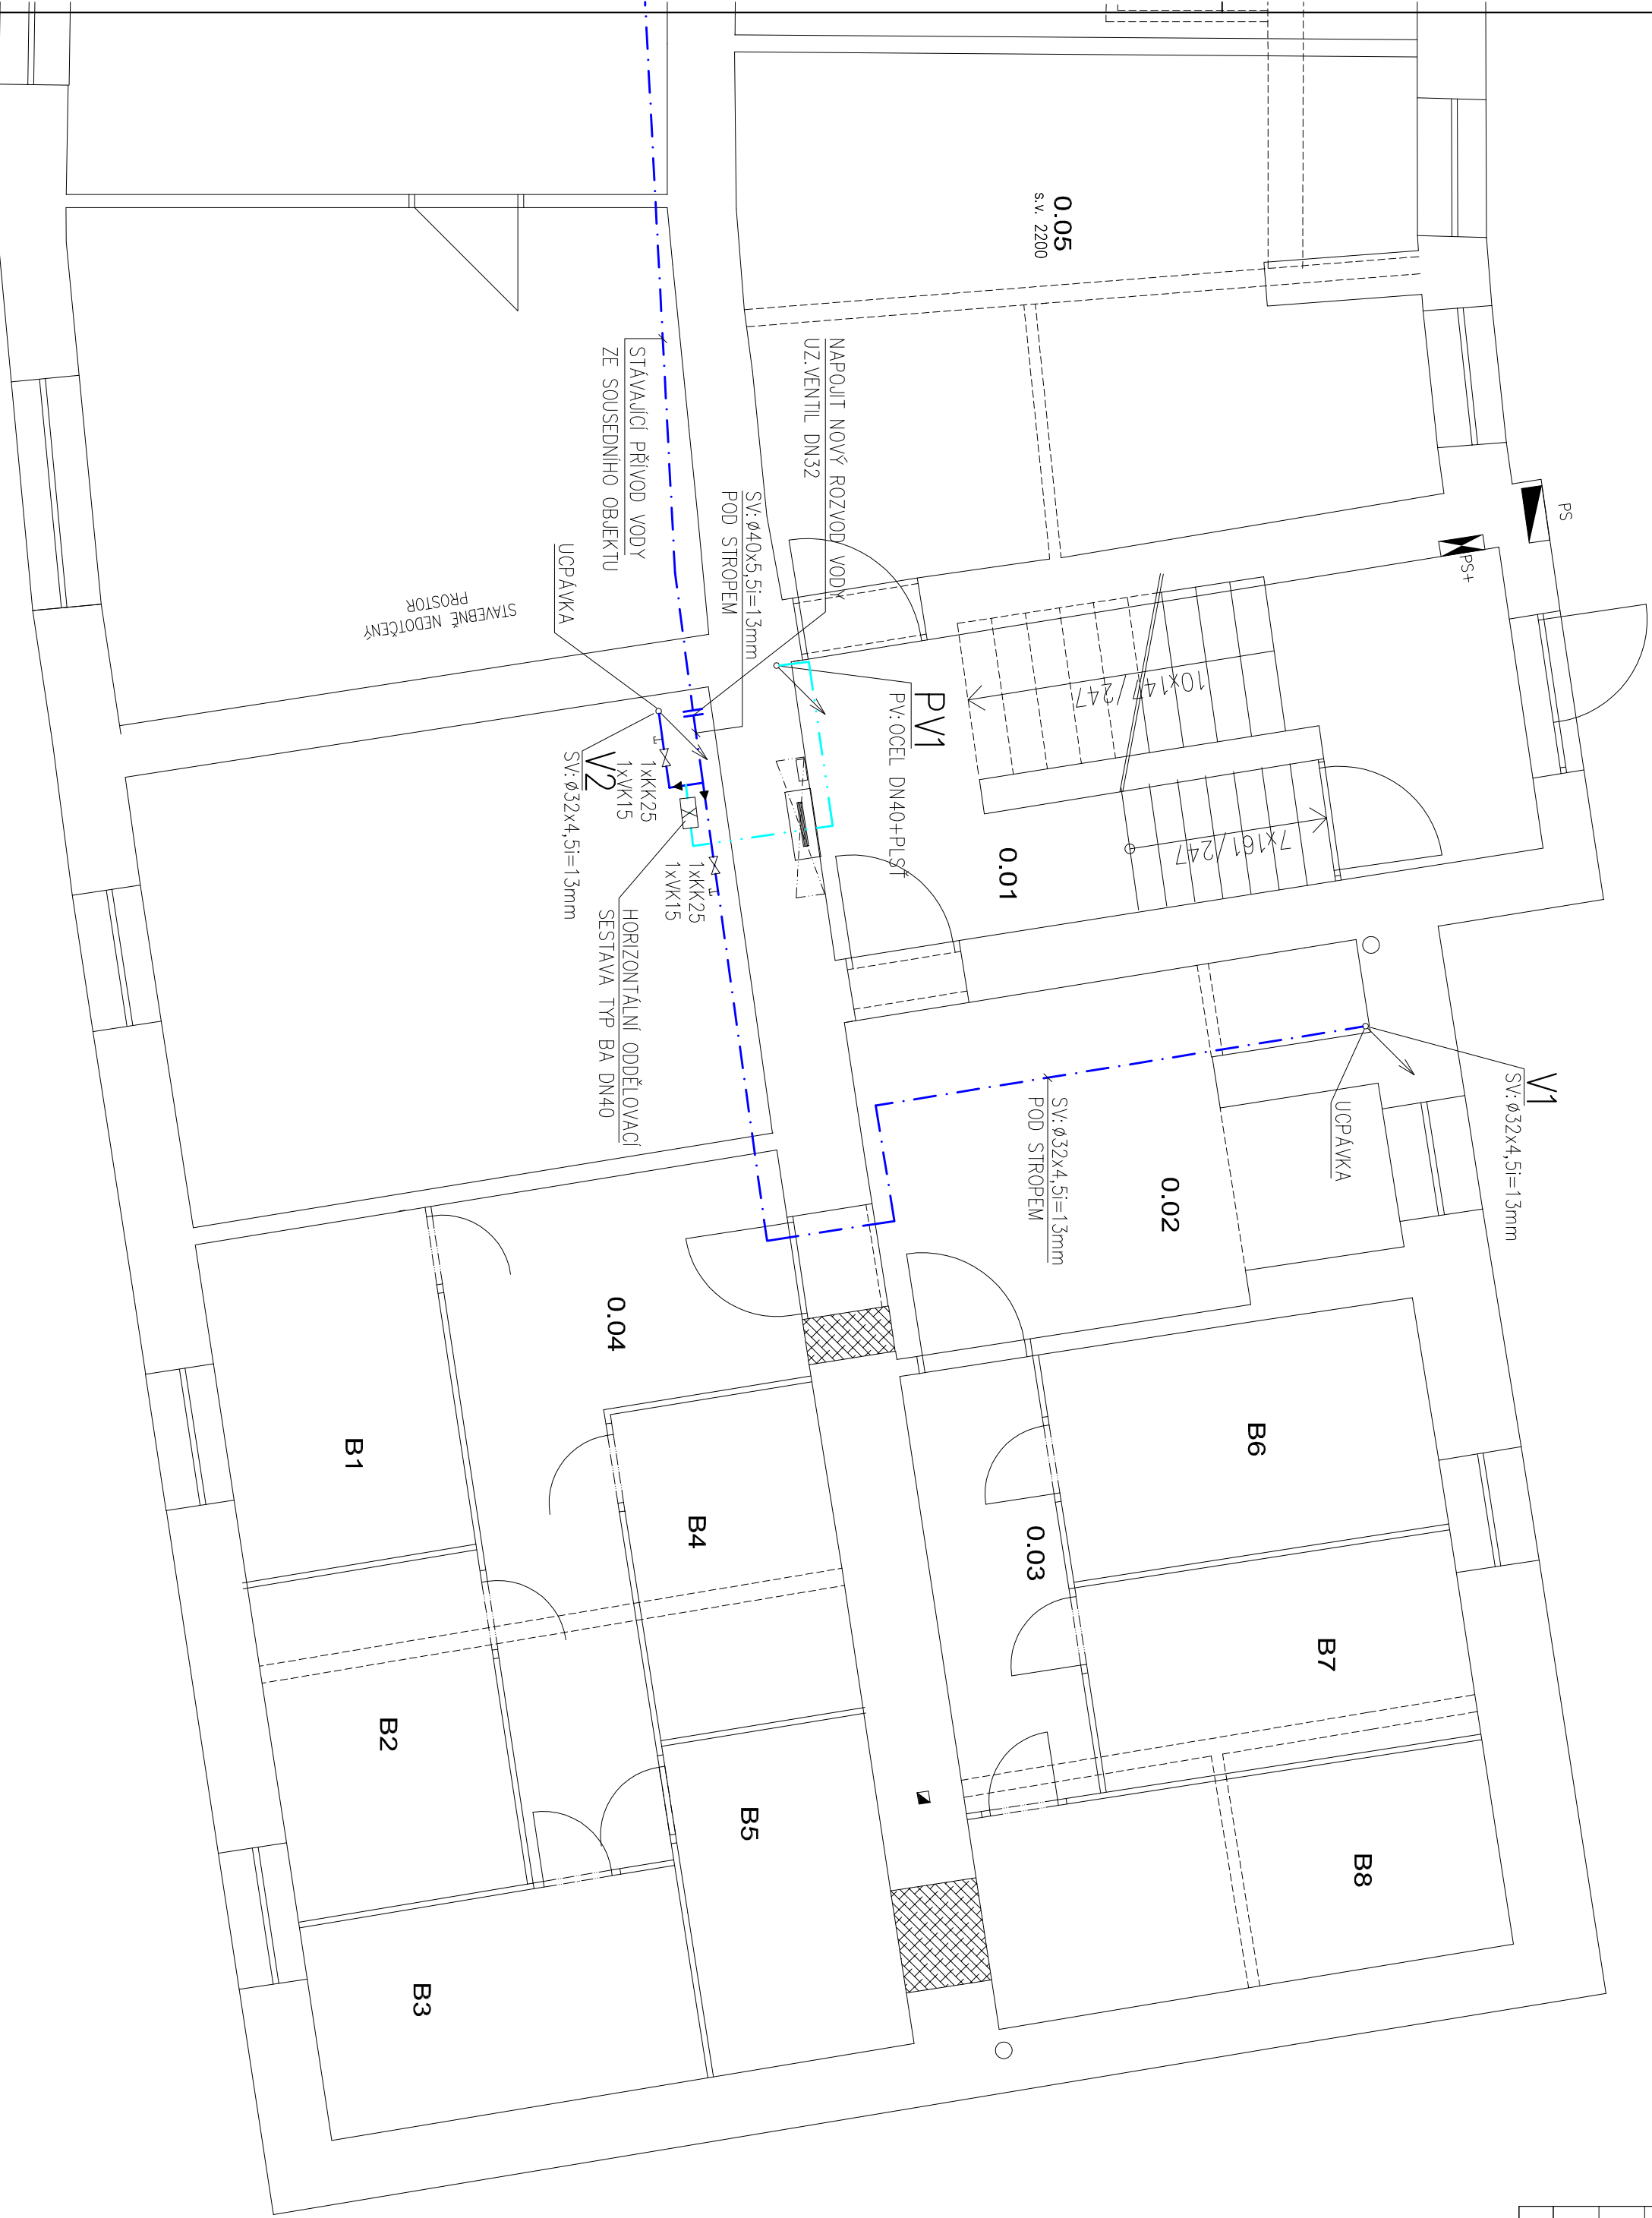 0.05
s.v. 2200
NAPOJIT NOVÝ ROZVOD VODY
UZ.VENTIL DN32
STÁVAJÍCÍ PŘÍVOD VODY
ZE SOUSEDNÍHO OBJEKTU
SV:Ø40x5,5i=13mm
POD STROPEM
UCPÁVKA
STAVEBNĚ NEDOTČENÝ
PROSTOR
PS
PS+
10x147/247
7x161/247
PV1
PV:OCEL DN40+PLSŤ
0.01
V2
SV:Ø32x4,5i=13mm
1xKK25
1xVK15
1xKK25
1xVK15
HORIZONTÁLNÍ ODDĚLOVACÍ
SESTAVA TYP BA DN40
V1
SV:Ø32x4,5i=13mm
UCPÁVKA
SV:Ø32x4,5i=13mm
POD STROPEM
0.02
0.04
0.03
B1
B4
B6
B7
B2
B5
B8
B3